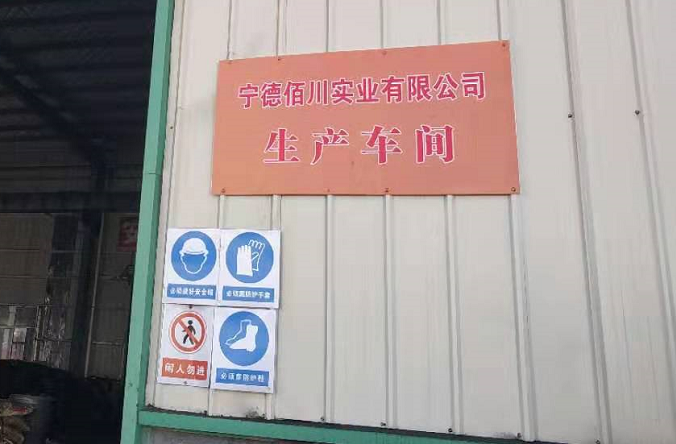 宁德佰川实业有限公司
生产车间
必须戴好安全帽
必须戴防护手套
闲人勿进
必须穿防护鞋